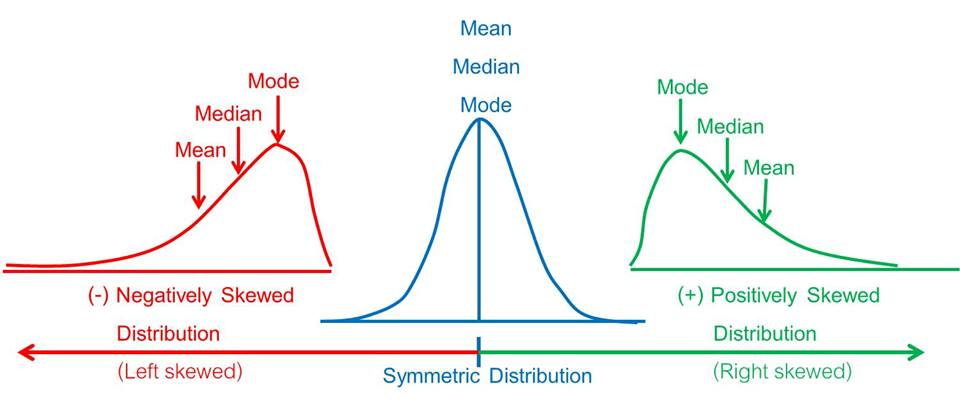 Mean
Median
Mode
Mode
Median
Mean
Mode
Median
Mean
(-) Negatively Skewed
Distribution
(Left skewed)
(+) Positively Skewed
Distribution
(Right skewed)
Symmetric Distribution